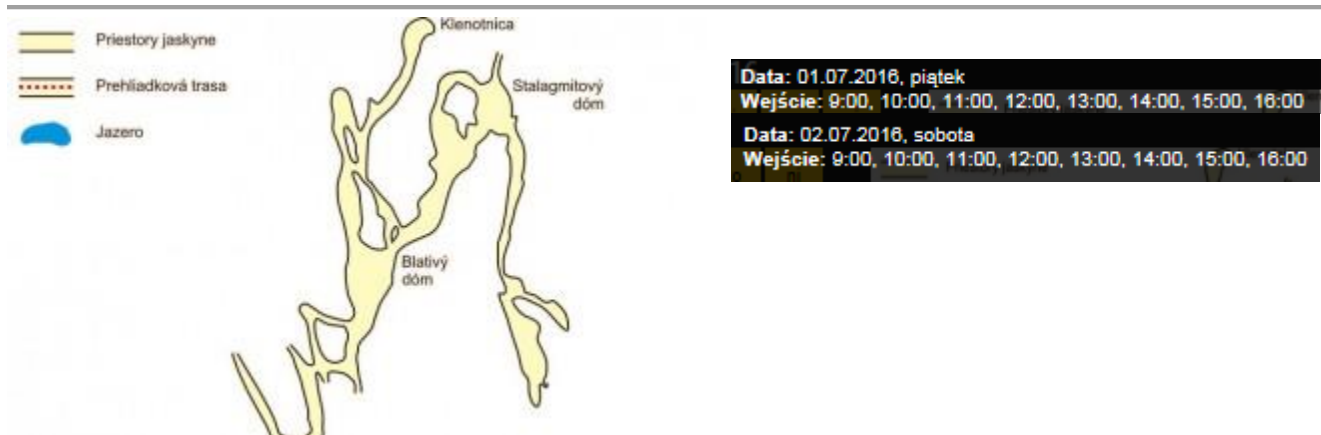 Priestory jaskyne
Prehliadková trasa
Jazero
Klenotnica
Stalagmitový
dóm
Blativý
dóm
Data: 01.07.2016, piątek
Wejście: 9:00, 10:00, 11:00, 12:00, 13:00, 14:00, 15:00, 16:00
Data: 02.07.2016, sobota
Wejście: 9:00, 10:00, 11:00, 12:00, 13:00, 14:00, 15:00, 16:00